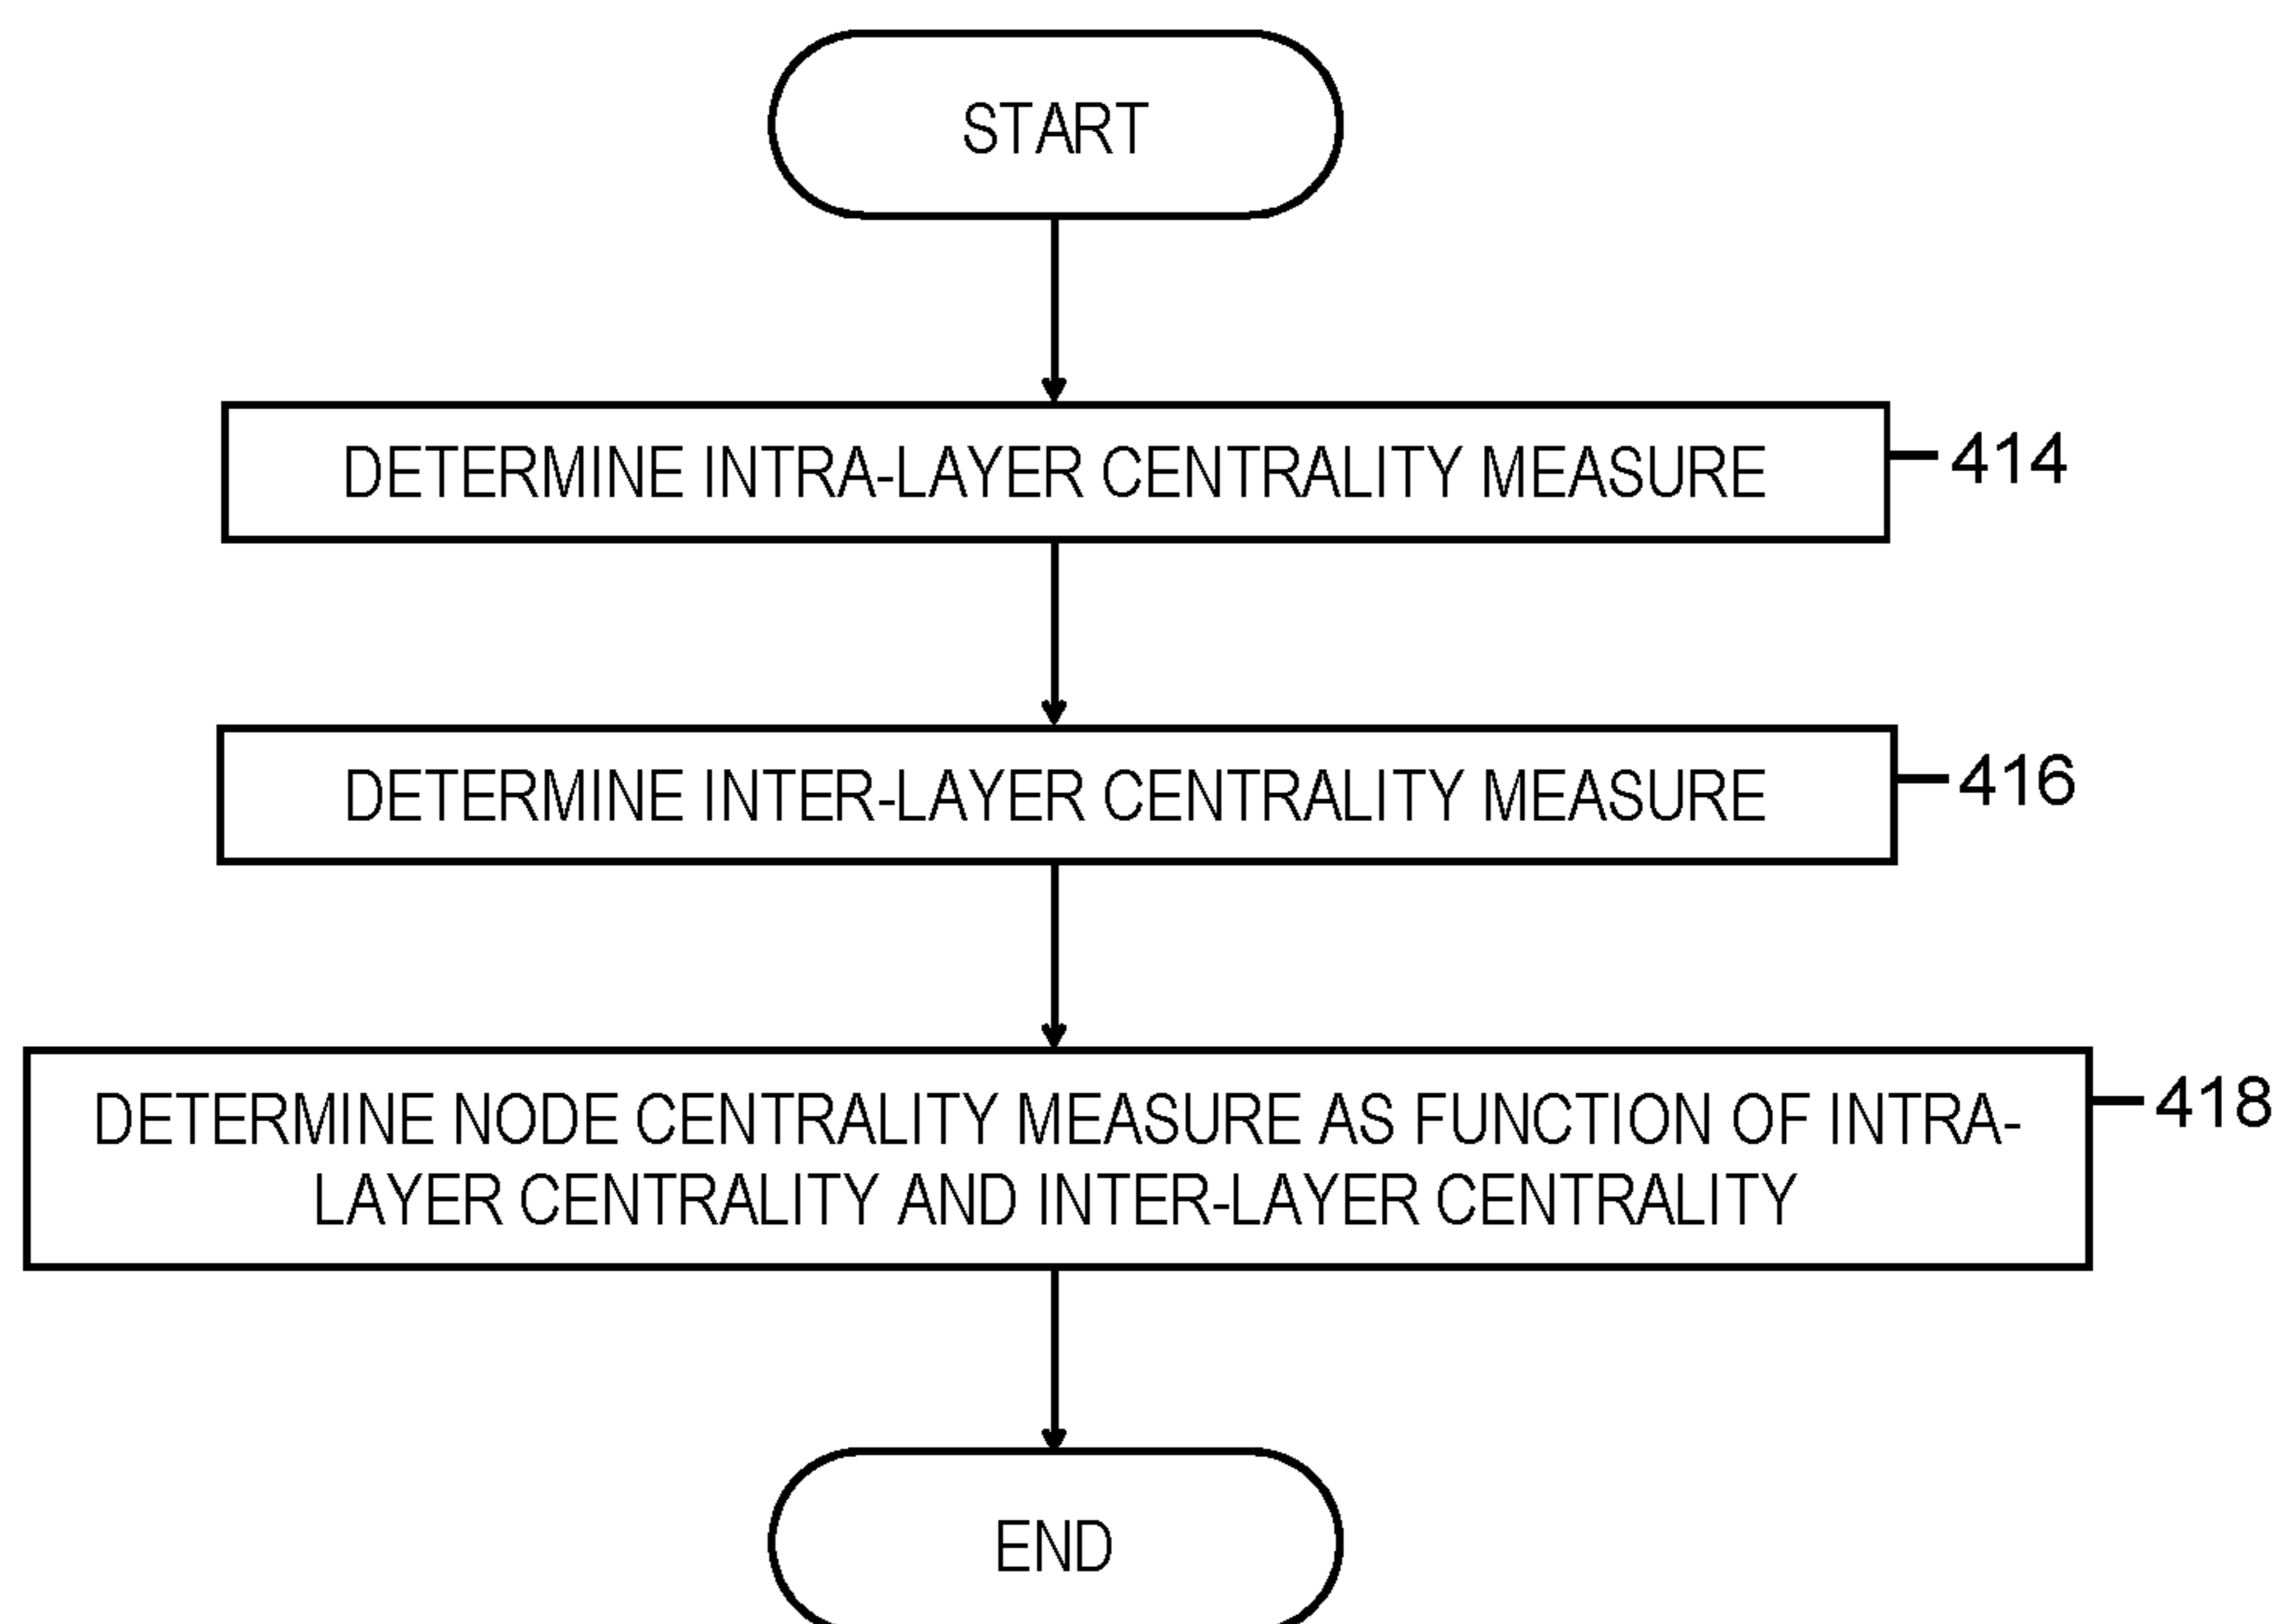 START
DETERMINE INTRA-LAYER CENTRALITY MEASURE
414
DETERMINE INTER-LAYER CENTRALITY MEASURE
416
DETERMINE NODE CENTRALITY MEASURE AS FUNCTION OF INTRA-
LAYER CENTRALITY AND INTER-LAYER CENTRALITY
418
END